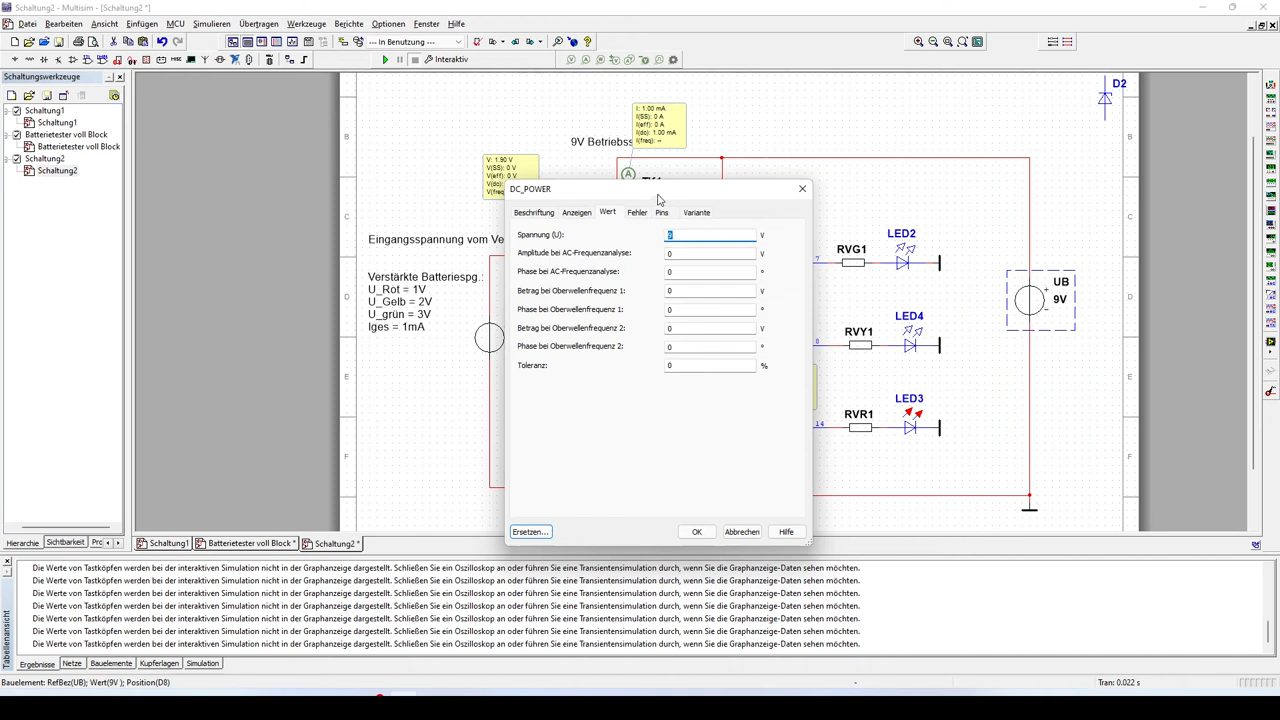 Schaltung2 - Multisim - [Schaltung2 *]
Datei Bearbeiten Ansicht Einfügen MCU Simulieren Übertragen Werkzeuge Berichte Optionen Fenster Hilfe
--- In Benutzung ---
Interaktiv
Schaltungswerkzeuge
Schaltung1
Schaltung1
Batterietester voll Block
Batterietester voll Block
Schaltung2
Schaltung2
Hierarchie Sichtbarkeit
B
C
D
E
F
B
C
D
E
F
D2
I: 1.00 mA
I(SS): 0 A
I(eff): 0 A
I(dc): 1.00 mA
I(freq): --
9V Betriebss
V: 1.90 V
V(SS): 0 V
V(eff): 0 V
V(dc):
V(freq)
A
Eingangsspannung vom Ve
Verstärkte Batteriespg.:
U_Rot = 1V
U_Gelb = 2V
U_grün = 3V
Iges = 1mA
DC_POWER
Beschriftung Anzeigen Wert Fehler Pins Variante
Spannung (U): 9 V
Amplitude bei AC-Frequenzanalyse: 0 V
Phase bei AC-Frequenzanalyse: 0 °
Betrag bei Oberwellenfrequenz 1: 0 V
Phase bei Oberwellenfrequenz 1: 0 °
Betrag bei Oberwellenfrequenz 2: 0 V
Phase bei Oberwellenfrequenz 2: 0 °
Toleranz: 0 %
Ersetzen... OK Abbrechen Hilfe
LED2
RVG1
7
UB
9V
LED4
RVY1
8
LED3
RVR1
14
Schaltung1 Batterietester voll Block * Schaltung2 *
Die Werte von Tastköpfen werden bei der interaktiven Simulation nicht in der Graphanzeige dargestellt. Schließen Sie ein Oszilloskop an oder führen Sie eine Transientensimulation durch, wenn Sie die Graphanzeige-Daten sehen möchten.
Die Werte von Tastköpfen werden bei der interaktiven Simulation nicht in der Graphanzeige dargestellt. Schließen Sie ein Oszilloskop an oder führen Sie eine Transientensimulation durch, wenn Sie die Graphanzeige-Daten sehen möchten.
Die Werte von Tastköpfen werden bei der interaktiven Simulation nicht in der Graphanzeige dargestellt. Schließen Sie ein Oszilloskop an oder führen Sie eine Transientensimulation durch, wenn Sie die Graphanzeige-Daten sehen möchten.
Die Werte von Tastköpfen werden bei der interaktiven Simulation nicht in der Graphanzeige dargestellt. Schließen Sie ein Oszilloskop an oder führen Sie eine Transientensimulation durch, wenn Sie die Graphanzeige-Daten sehen möchten.
Die Werte von Tastköpfen werden bei der interaktiven Simulation nicht in der Graphanzeige dargestellt. Schließen Sie ein Oszilloskop an oder führen Sie eine Transientensimulation durch, wenn Sie die Graphanzeige-Daten sehen möchten.
Die Werte von Tastköpfen werden bei der interaktiven Simulation nicht in der Graphanzeige dargestellt. Schließen Sie ein Oszilloskop an oder führen Sie eine Transientensimulation durch, wenn Sie die Graphanzeige-Daten sehen möchten.
Die Werte von Tastköpfen werden bei der interaktiven Simulation nicht in der Graphanzeige dargestellt. Schließen Sie ein Oszilloskop an oder führen Sie eine Transientensimulation durch, wenn Sie die Graphanzeige-Daten sehen möchten.
Tabellenansicht
Ergebnisse Netze Bauelemente Kupferlagen Simulation
Bauelement: RefBez(UB); Wert(9V ); Position(D8) - Tran: 0.022 s